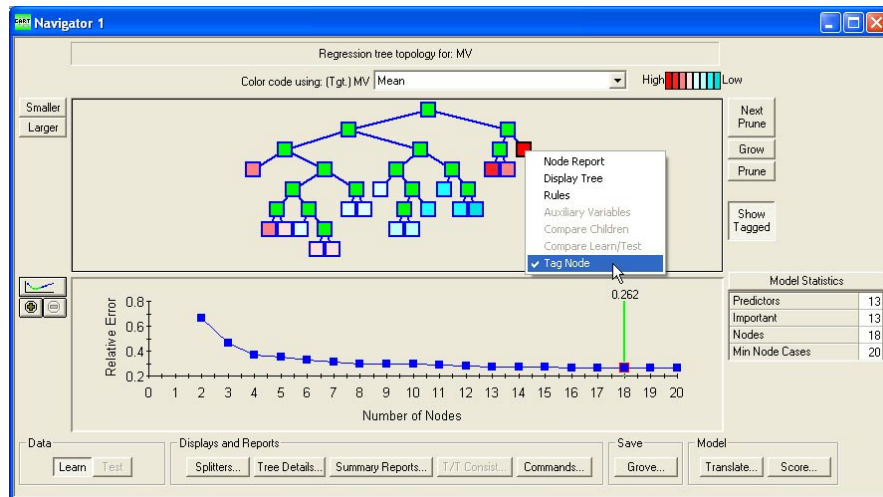 CART Navigator 1
Regression tree topology for: MV
Color code using: (Tgt.) MV Mean High Low
Smaller
Larger
Next
Prune
Grow
Prune
Show
Tagged
Node Report
Display Tree
Rules
Auxiliary Variables
Compare Children
Compare Learn/Test
Tag Node
0.262
Relative Error
0.8
0.6
0.4
0.2
0 1 2 3 4 5 6 7 8 9 10 11 12 13 14 15 16 17 18 19 20
Number of Nodes
Model Statistics
Predictors 13
Important 13
Nodes 18
Min Node Cases 20
Data
Learn Test
Displays and Reports
Splitters... Tree Details... Summary Reports... T/T Consist... Commands...
Save
Grove...
Model
Translate... Score...